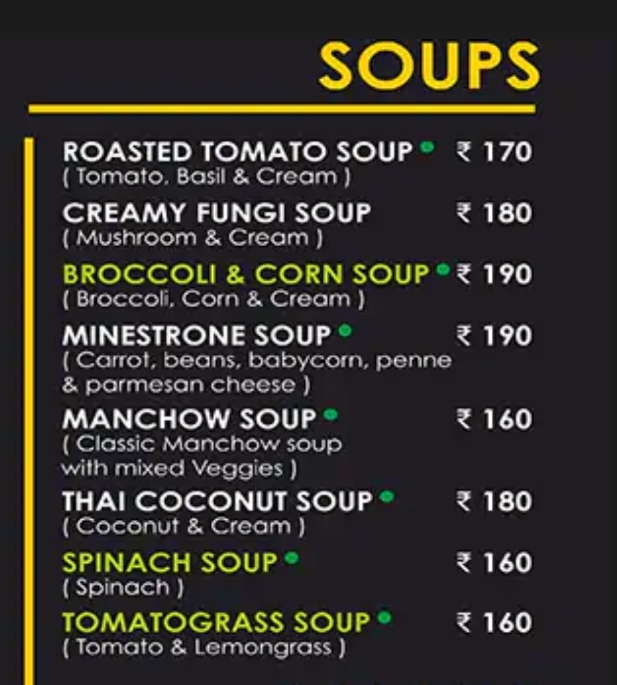 SOUPS
ROASTED TOMATO SOUP ₹ 170
( Tomato, Basil & Cream )
CREAMY FUNGI SOUP ₹ 180
( Mushroom & Cream )
BROCCOLI & CORN SOUP ₹ 190
( Broccoli, Corn & Cream )
MINESTRONE SOUP ₹ 190
( Carrot, beans, babycorn, penne
& parmesan cheese )
MANCHOW SOUP ₹ 160
( Classic Manchow soup
with mixed Veggies )
THAI COCONUT SOUP ₹ 180
( Coconut & Cream )
SPINACH SOUP ₹ 160
( Spinach )
TOMATOGRASS SOUP ₹ 160
( Tomato & Lemongrass )